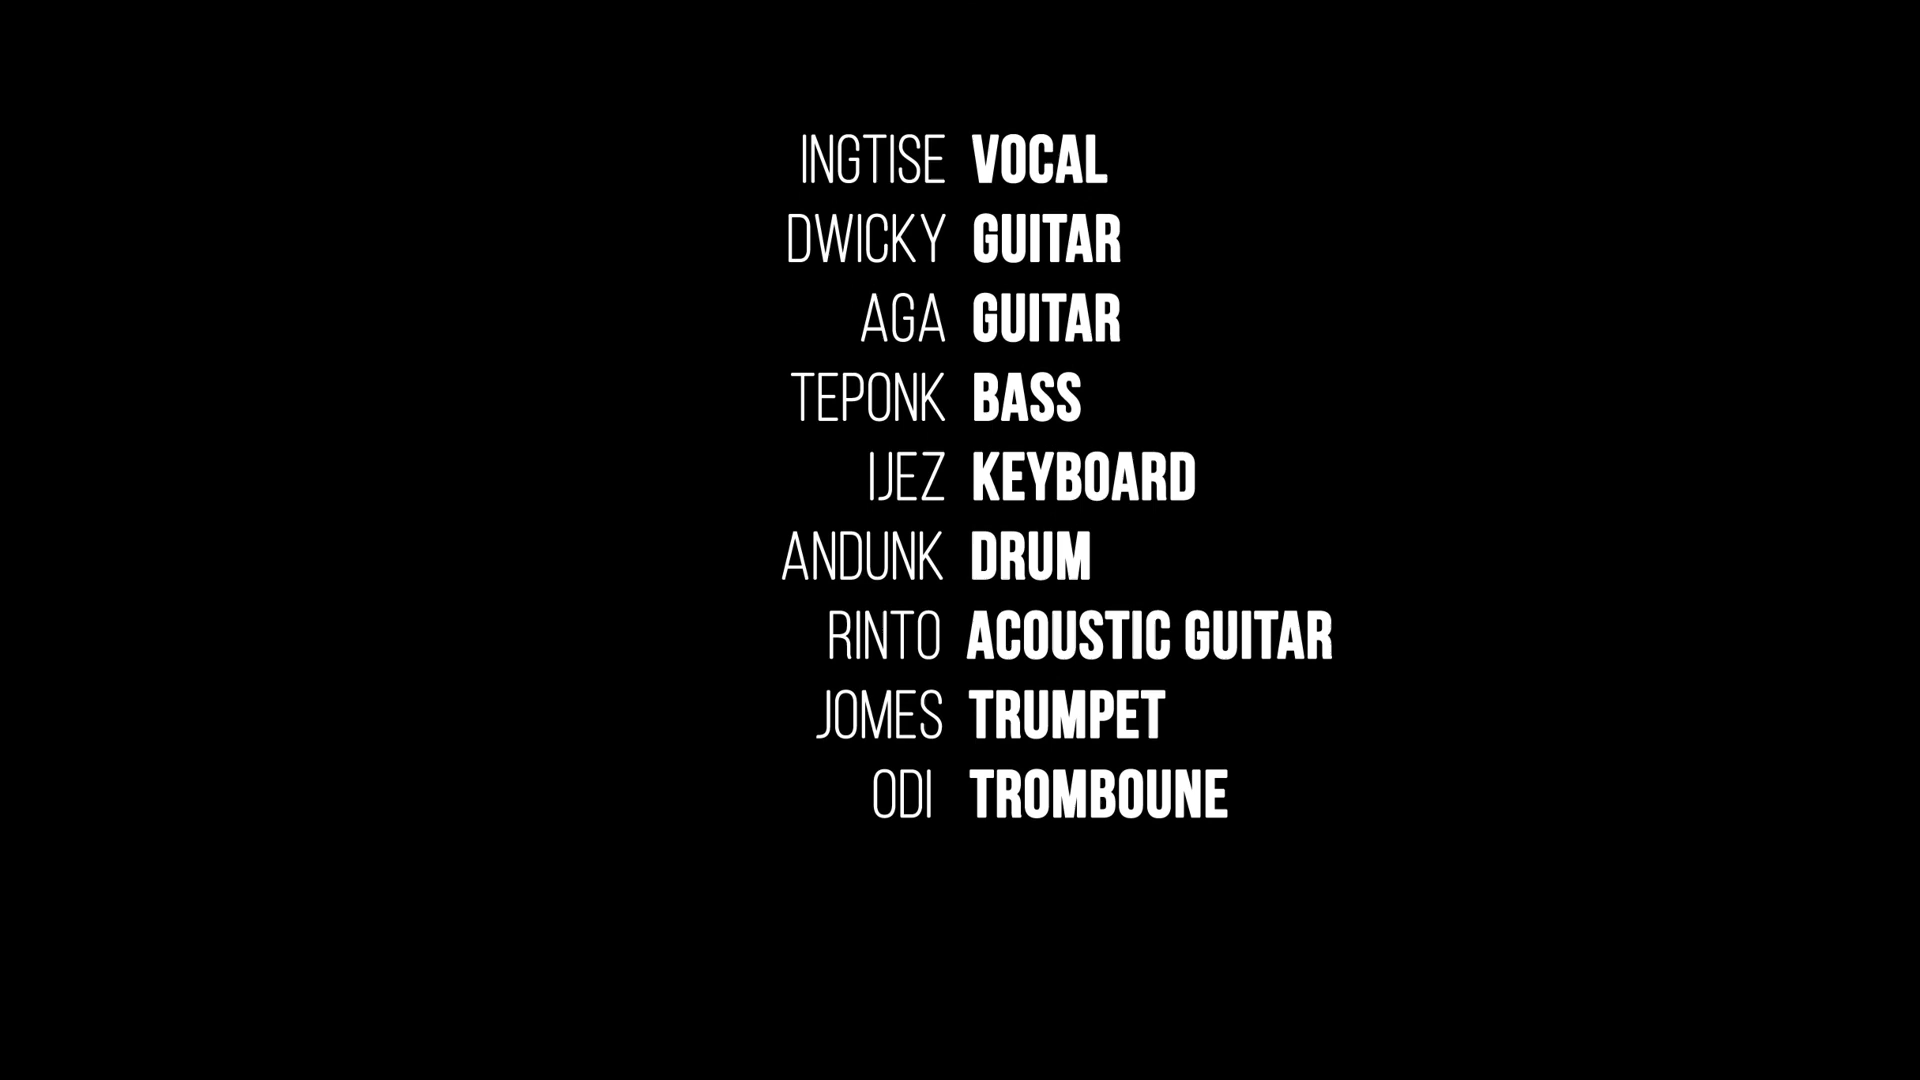 INGTISE VOCAL
DWICKY GUITAR
AGA GUITAR
TEPONK BASS
IJEZ KEYBOARD
ANDUNK DRUM
RINTO ACOUSTIC GUITAR
JOMES TRUMPET
ODI TROMBOUNE